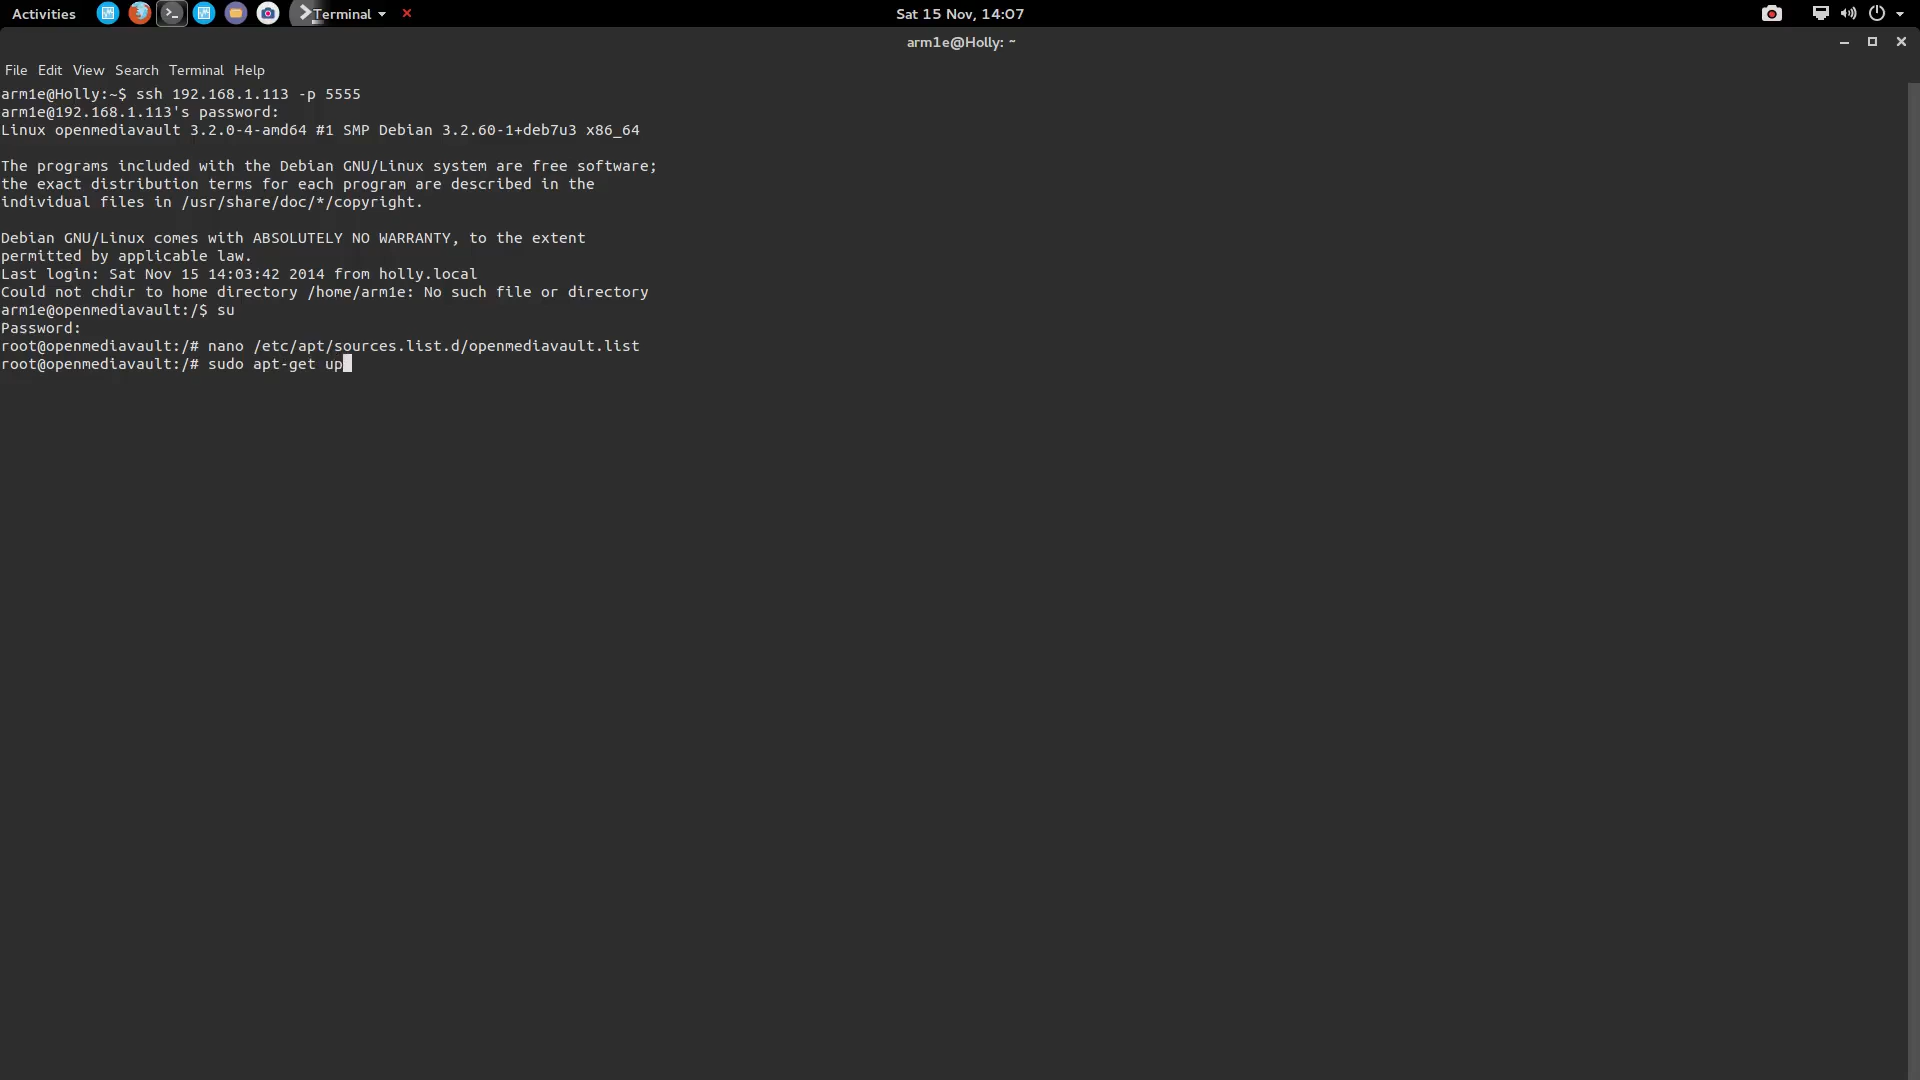 Activities Terminal Sat 15 Nov, 14:07
arm1e@Holly: ~
File Edit View Search Terminal Help
arm1e@Holly:~$ ssh 192.168.1.113 -p 5555
arm1e@192.168.1.113's password:
Linux openmediavault 3.2.0-4-amd64 #1 SMP Debian 3.2.60-1+deb7u3 x86_64
The programs included with the Debian GNU/Linux system are free software;
the exact distribution terms for each program are described in the
individual files in /usr/share/doc/*/copyright.
Debian GNU/Linux comes with ABSOLUTELY NO WARRANTY, to the extent
permitted by applicable law.
Last login: Sat Nov 15 14:03:42 2014 from holly.local
Could not chdir to home directory /home/arm1e: No such file or directory
arm1e@openmediavault:/$ su
Password:
root@openmediavault:/# nano /etc/apt/sources.list.d/openmediavault.list
root@openmediavault:/# sudo apt-get up